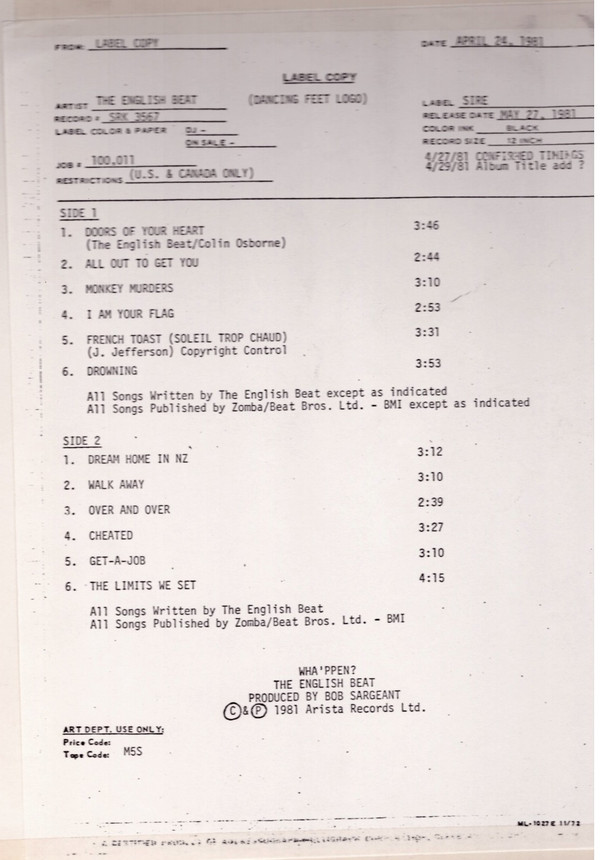 FROM: LABEL COPY DATE APRIL 24, 1981
LABEL COPY
ARTIST THE ENGLISH BEAT (DANCING FEET LOGO) LABEL SIRE
RECORD # SRK 3567 RELEASE DATE MAY 27, 1981
LABEL COLOR & PAPER DJ - COLOR INK BLACK
ON SALE - RECORD SIZE 12 INCH
JOB # 100,011 4/27/81 CONFIRMED TIMINGS
RESTRICTIONS (U.S. & CANADA ONLY) 4/29/81 Album Title add ?
SIDE 1
1. DOORS OF YOUR HEART 3:46
(The English Beat/Colin Osborne)
2. ALL OUT TO GET YOU 2:44
3. MONKEY MURDERS 3:10
4. I AM YOUR FLAG 2:53
5. FRENCH TOAST (SOLEIL TROP CHAUD) 3:31
(J. Jefferson) Copyright Control
6. DROWNING 3:53
All Songs Written by The English Beat except as indicated
All Songs Published by Zomba/Beat Bros. Ltd. - BMI except as indicated
SIDE 2
1. DREAM HOME IN NZ 3:12
2. WALK AWAY 3:10
3. OVER AND OVER 2:39
4. CHEATED 3:27
5. GET-A-JOB 3:10
6. THE LIMITS WE SET 4:15
All Songs Written by The English Beat
All Songs Published by Zomba/Beat Bros. Ltd. - BMI
WHA'PPEN?
THE ENGLISH BEAT
PRODUCED BY BOB SARGEANT
Ⓒ&Ⓟ 1981 Arista Records Ltd.
ART DEPT. USE ONLY:
Price Code:
Tape Code: M5S
ML-1027E 11/73